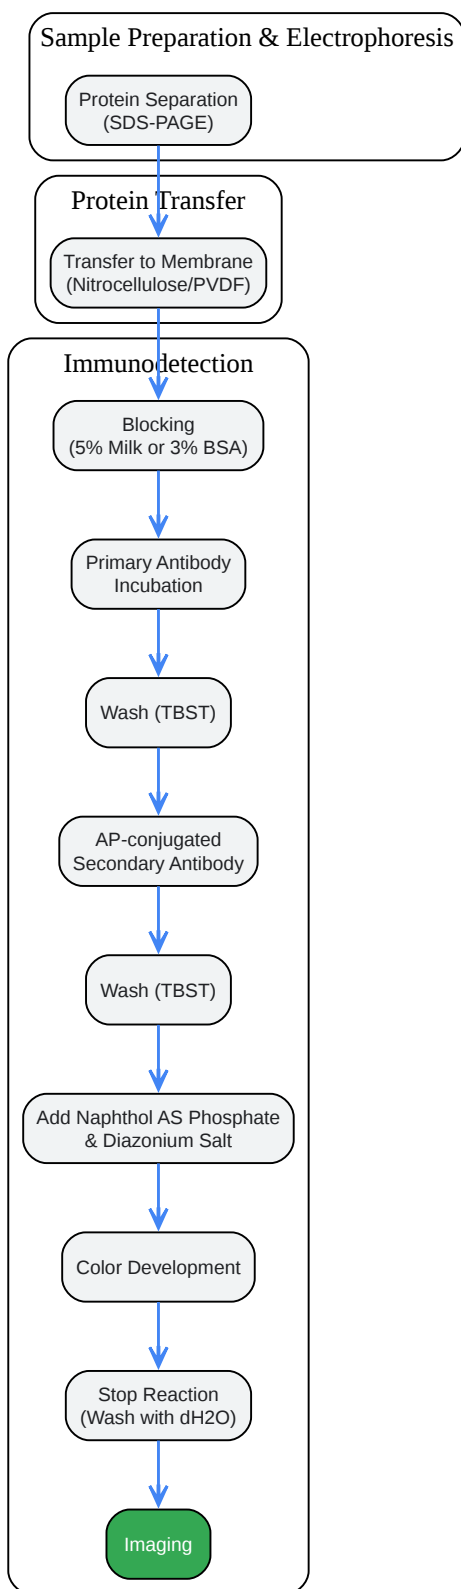 Sample Preparation & Electrophoresis
Protein Separation
(SDS-PAGE)
Protein Transfer
Transfer to Membrane
(Nitrocellulose/PVDF)
Immunodetection
Blocking
(5% Milk or 3% BSA)
Primary Antibody
Incubation
Wash (TBST)
AP-conjugated
Secondary Antibody
Wash (TBST)
Add Naphthol AS Phosphate
& Diazonium Salt
Color Development
Stop Reaction
(Wash with dH2O)
Imaging